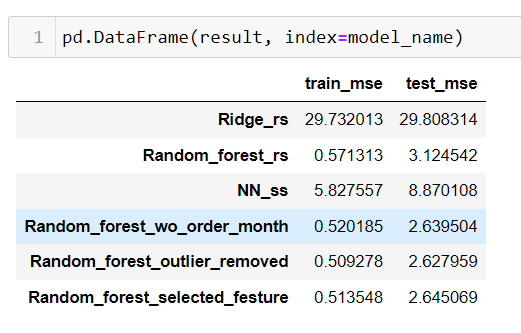 1 pd.DataFrame(result, index=model_name)
train_mse test_mse
Ridge_rs 29.732013 29.808314
Random_forest_rs 0.571313 3.124542
NN_ss 5.827557 8.870108
Random_forest_wo_order_month 0.520185 2.639504
Random_forest_outlier_removed 0.509278 2.627959
Random_forest_selected_festure 0.513548 2.645069